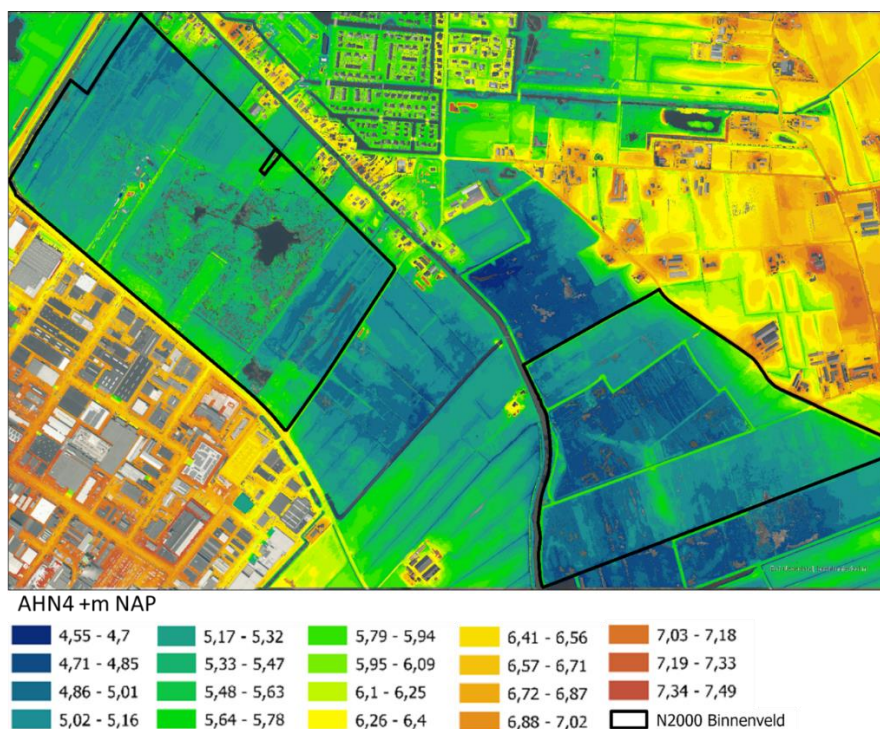 AHN4 +m NAP
4,55 - 4,7
4,71 - 4,85
4,86 - 5,01
5,02 - 5,16
5,17 - 5,32
5,33 - 5,47
5,48 - 5,63
5,64 - 5,78
5,79 - 5,94
5,95 - 6,09
6,1 - 6,25
6,26 - 6,4
6,41 - 6,56
6,57 - 6,71
6,72 - 6,87
6,88 - 7,02
7,03 - 7,18
7,19 - 7,33
7,34 - 7,49
N2000 Binnenveld